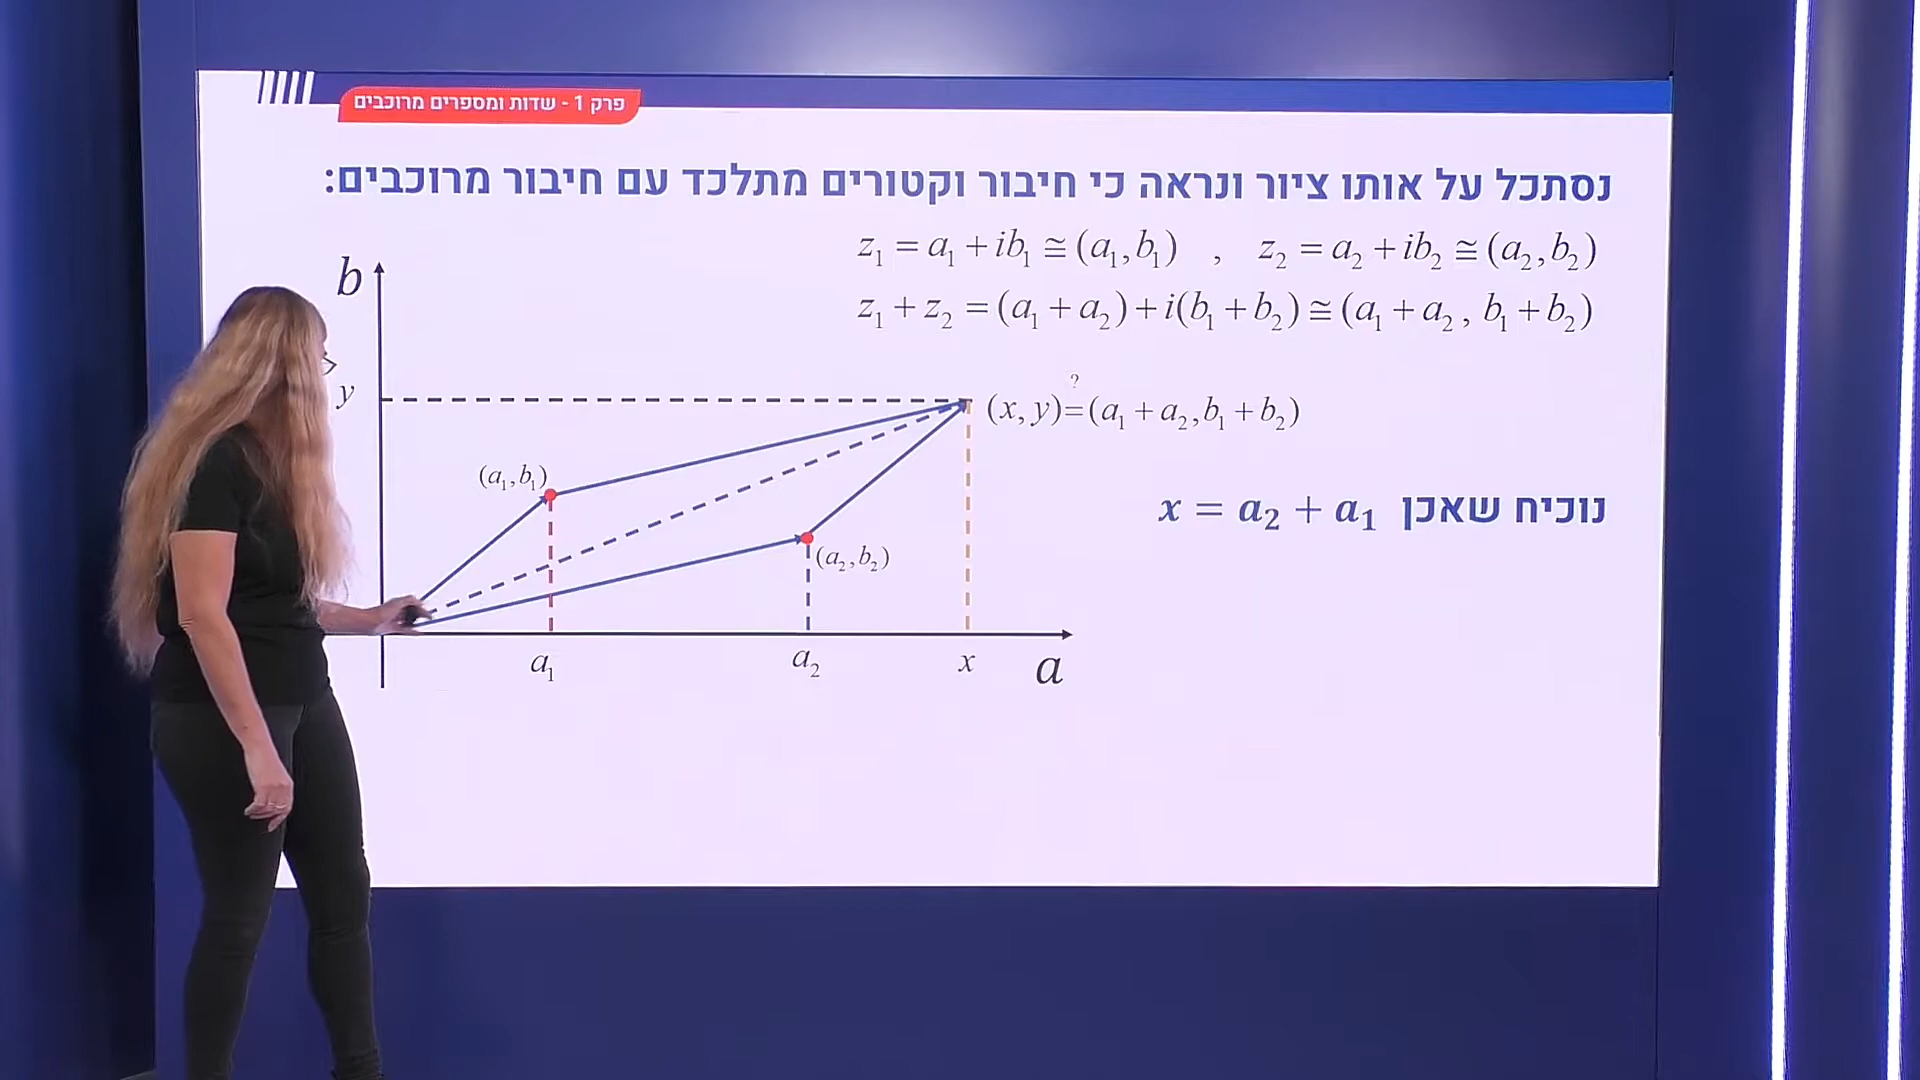 פרק 1 - שדות ומספרים מרוכבים
נסתכל על אותו ציור ונראה כי חיבור וקטורים מתלכד עם חיבור מרוכבים:
z₁ = a₁ + ib₁ ≅ (a₁, b₁) , z₂ = a₂ + ib₂ ≅ (a₂, b₂)
z₁ + z₂ = (a₁ + a₂) + i(b₁ + b₂) ≅ (a₁ + a₂ , b₁ + b₂)
b
y
?
(x, y) = (a₁ + a₂, b₁ + b₂)
(a₁, b₁)
נוכיח שאכן x = a₂ + a₁
(a₂, b₂)
a₁
a₂
x
a